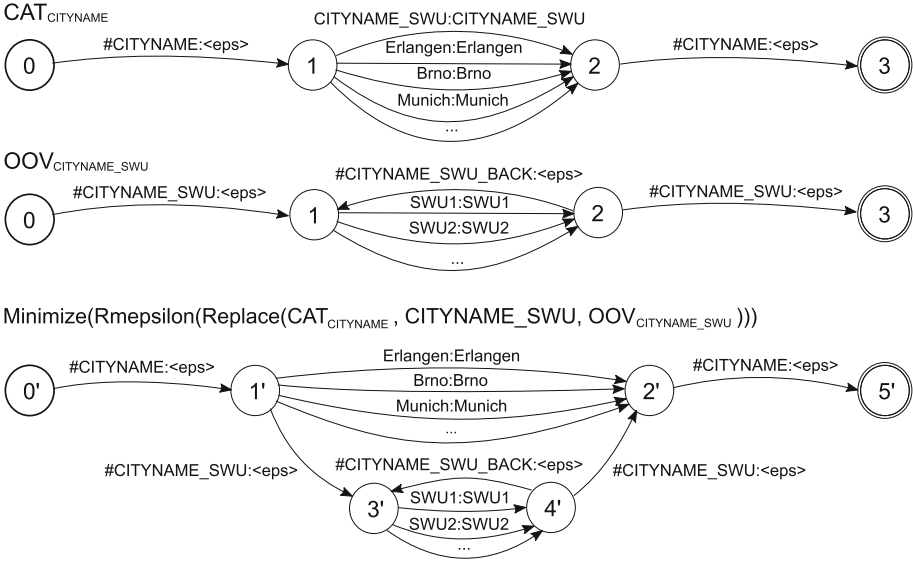 CATCITYNAME
CITYNAME_SWU:CITYNAME_SWU
#CITYNAME:<eps>
Erlangen:Erlangen
#CITYNAME:<eps>
0
1
Brno:Brno
2
3
Munich:Munich
...
OOVCITYNAME_SWU
#CITYNAME_SWU_BACK:<eps>
#CITYNAME_SWU:<eps>
SWU1:SWU1
#CITYNAME_SWU:<eps>
0
1
SWU2:SWU2
2
3
...
Minimize(Rmepsilon(Replace(CATCITYNAME , CITYNAME_SWU, OOVCITYNAME_SWU )))
Erlangen:Erlangen
#CITYNAME:<eps>
Brno:Brno
#CITYNAME:<eps>
0'
1'
Munich:Munich
2'
5'
...
#CITYNAME_SWU:<eps>
#CITYNAME_SWU_BACK:<eps>
#CITYNAME_SWU:<eps>
SWU1:SWU1
3'
4'
SWU2:SWU2
...